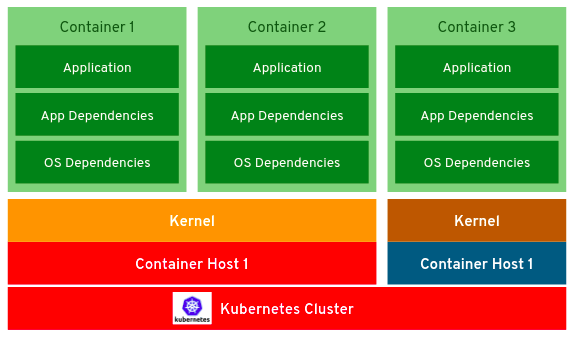 Container 1
Container 2
Container 3
Application
Application
Application
App Dependencies
App Dependencies
App Dependencies
OS Dependencies
OS Dependencies
OS Dependencies
Kernel
Kernel
Container Host 1
Container Host 1
kubernetes
Kubernetes Cluster